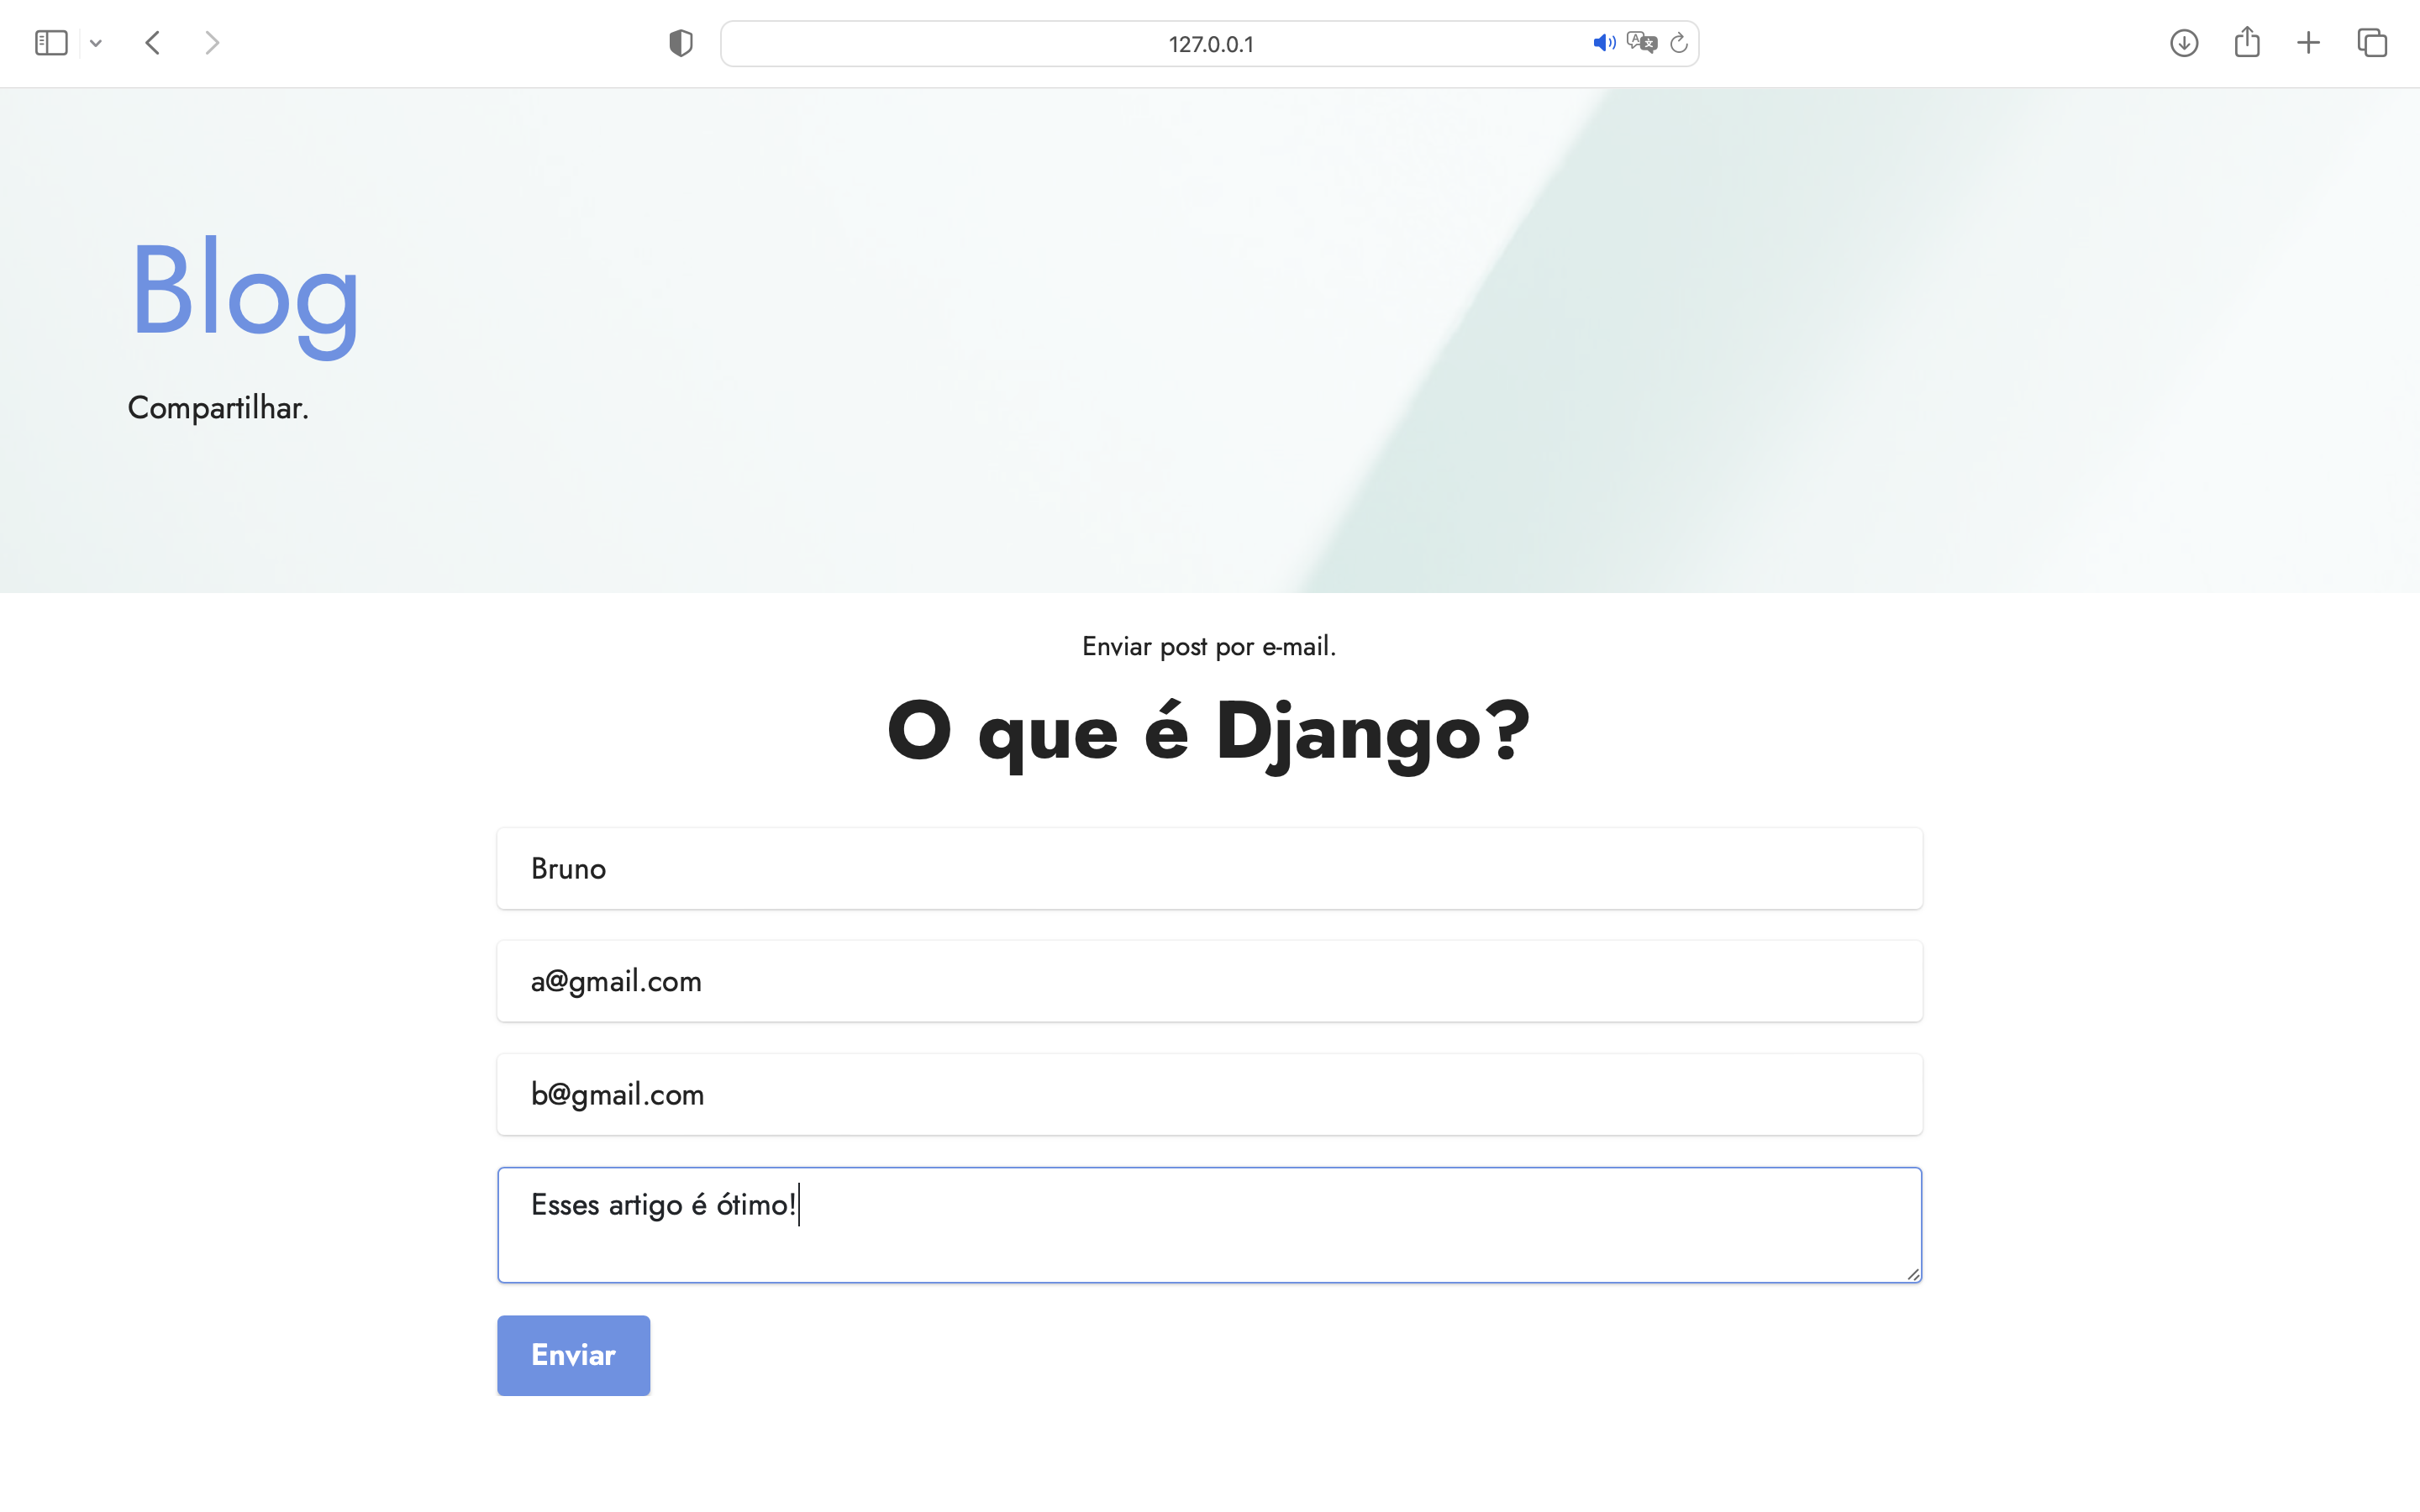 127.0.0.1
Blog
Compartilhar.
Enviar post por e-mail.
O que é Django?
Bruno
a@gmail.com
b@gmail.com
Esses artigo é ótimo!
Enviar